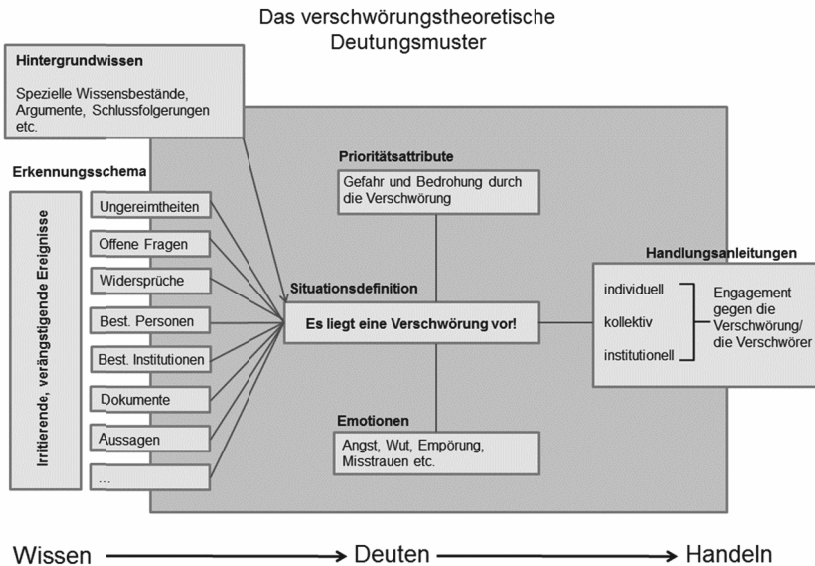 Das verschwörungstheoretische
Deutungsmuster
Hintergrundwissen
Spezielle Wissensbestände,
Argumente, Schlussfolgerungen
etc.
Erkennungsschema
Irritierende, verängstigende Ereignisse
Ungereimtheiten
Offene Fragen
Widersprüche
Best. Personen
Best. Institutionen
Dokumente
Aussagen
...
Prioritätsattribute
Gefahr und Bedrohung durch
die Verschwörung
Situationsdefinition
Es liegt eine Verschwörung vor!
Emotionen
Angst, Wut, Empörung,
Misstrauen etc.
Handlungsanleitungen
individuell
kollektiv
institutionell
Engagement
gegen die
Verschwörung/
die Verschwörer
Wissen
Deuten
Handeln